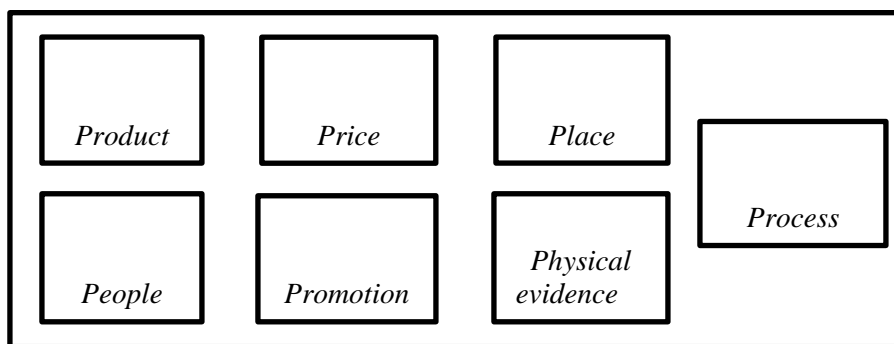 Product
Price
Place
Process
People
Promotion
Physical
evidence